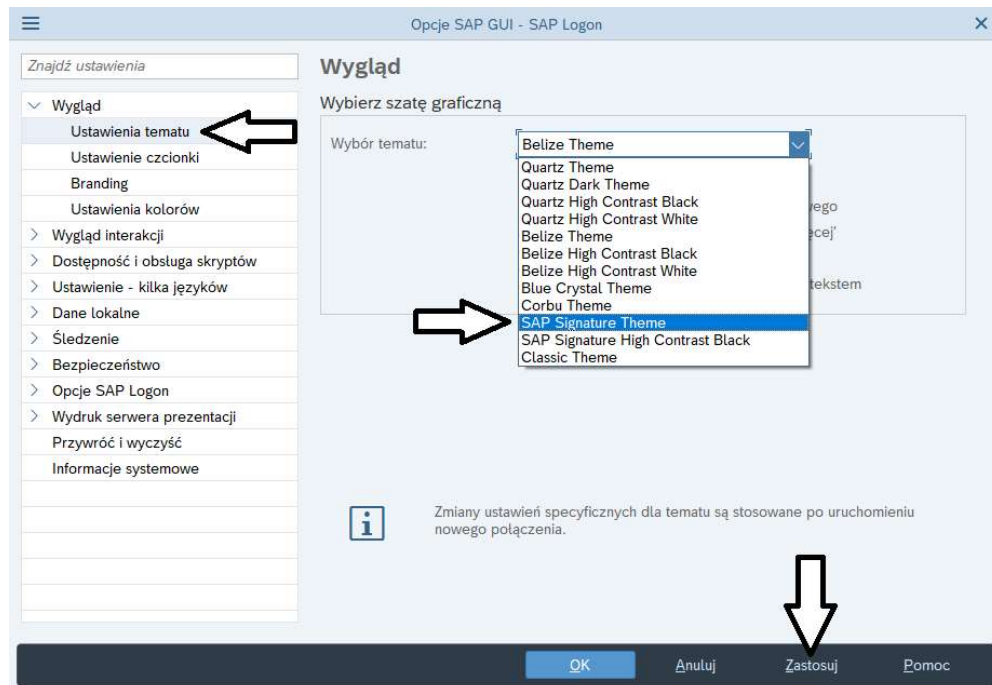 Opcje SAP GUI - SAP Logon
Znajdź ustawienia
Wygląd
Ustawienia tematu
Ustawienie czcionki
Branding
Ustawienia kolorów
Wygląd interakcji
Dostępność i obsługa skryptów
Ustawienie - kilka języków
Dane lokalne
Śledzenie
Bezpieczeństwo
Opcje SAP Logon
Wydruk serwera prezentacji
Przywróć i wyczyść
Informacje systemowe
Wygląd
Wybierz szatę graficzną
Wybór tematu:
Belize Theme
Quartz Theme
Quartz Dark Theme
Quartz High Contrast Black
Quartz High Contrast White
Belize Theme
Belize High Contrast Black
Belize High Contrast White
Blue Crystal Theme
Corbu Theme
SAP Signature Theme
SAP Signature High Contrast Black
Classic Theme
tekstem
Zmiany ustawień specyficznych dla tematu są stosowane po uruchomieniu
nowego połączenia.
OK Anuluj Zastosuj Pomoc